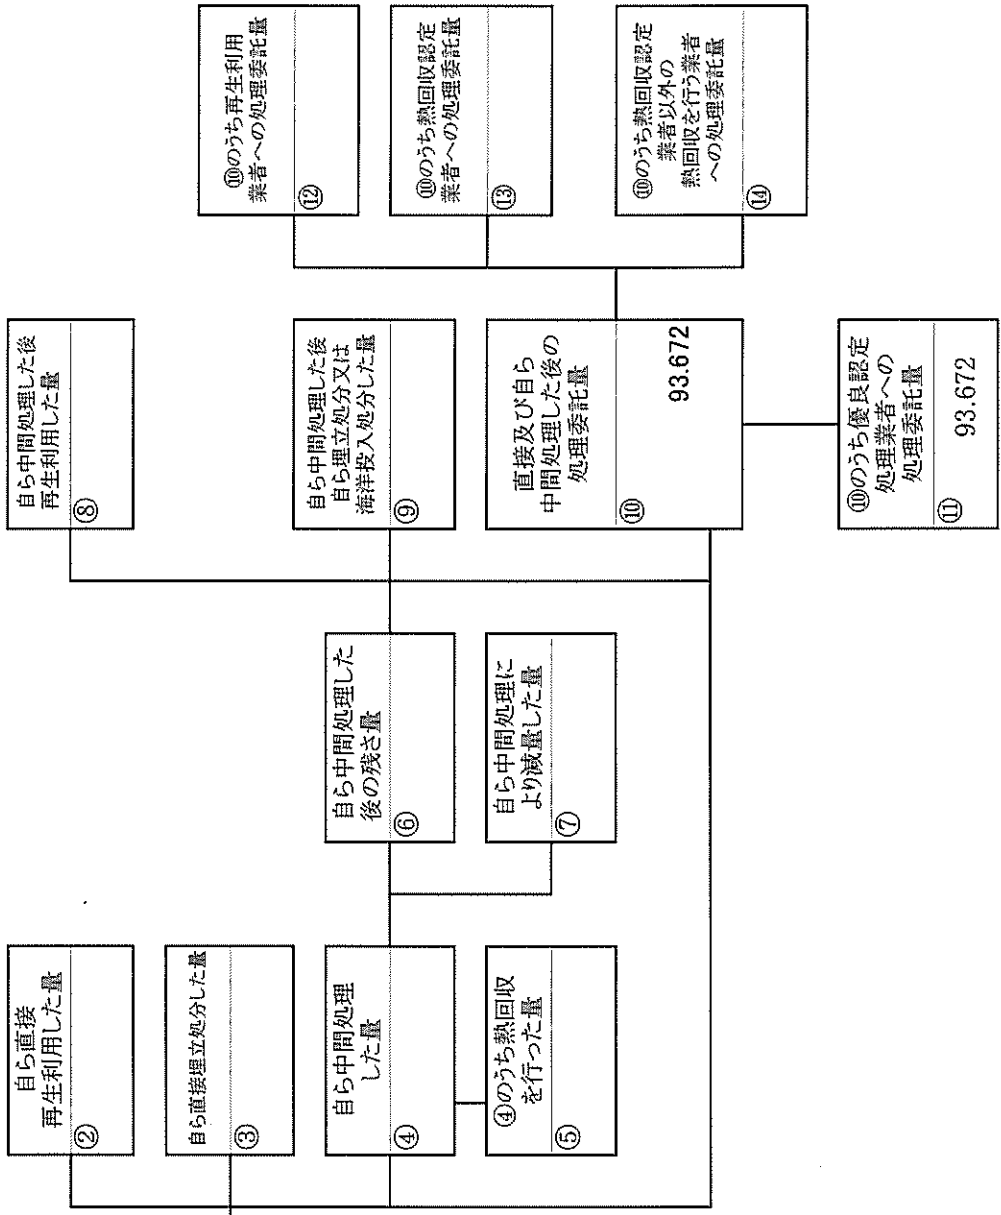 自ら直接
再生利用した量
②
自ら直接埋立処分した量
③
自ら中間処理
した量
④
④のうち熱回収
を行った量
⑤
自ら中間処理した
後の残さ量
⑥
自ら中間処理に
より減量した量
⑦
自ら中間処理した後
再生利用した量
⑧
自ら中間処理した後
自ら埋立処分又は
海洋投入処分した量
⑨
直接及び自ら
中間処理した後の
処理委託量
⑩
93.672
⑩のうち優良認定
処理業者への
処理委託量
⑪
93.672
⑩のうち再生利用
業者への処理委託量
⑫
⑩のうち熱回収認定
業者への処理委託量
⑬
⑩のうち熱回収認定
業者以外の
熱回収を行う業者
への処理委託量
⑭